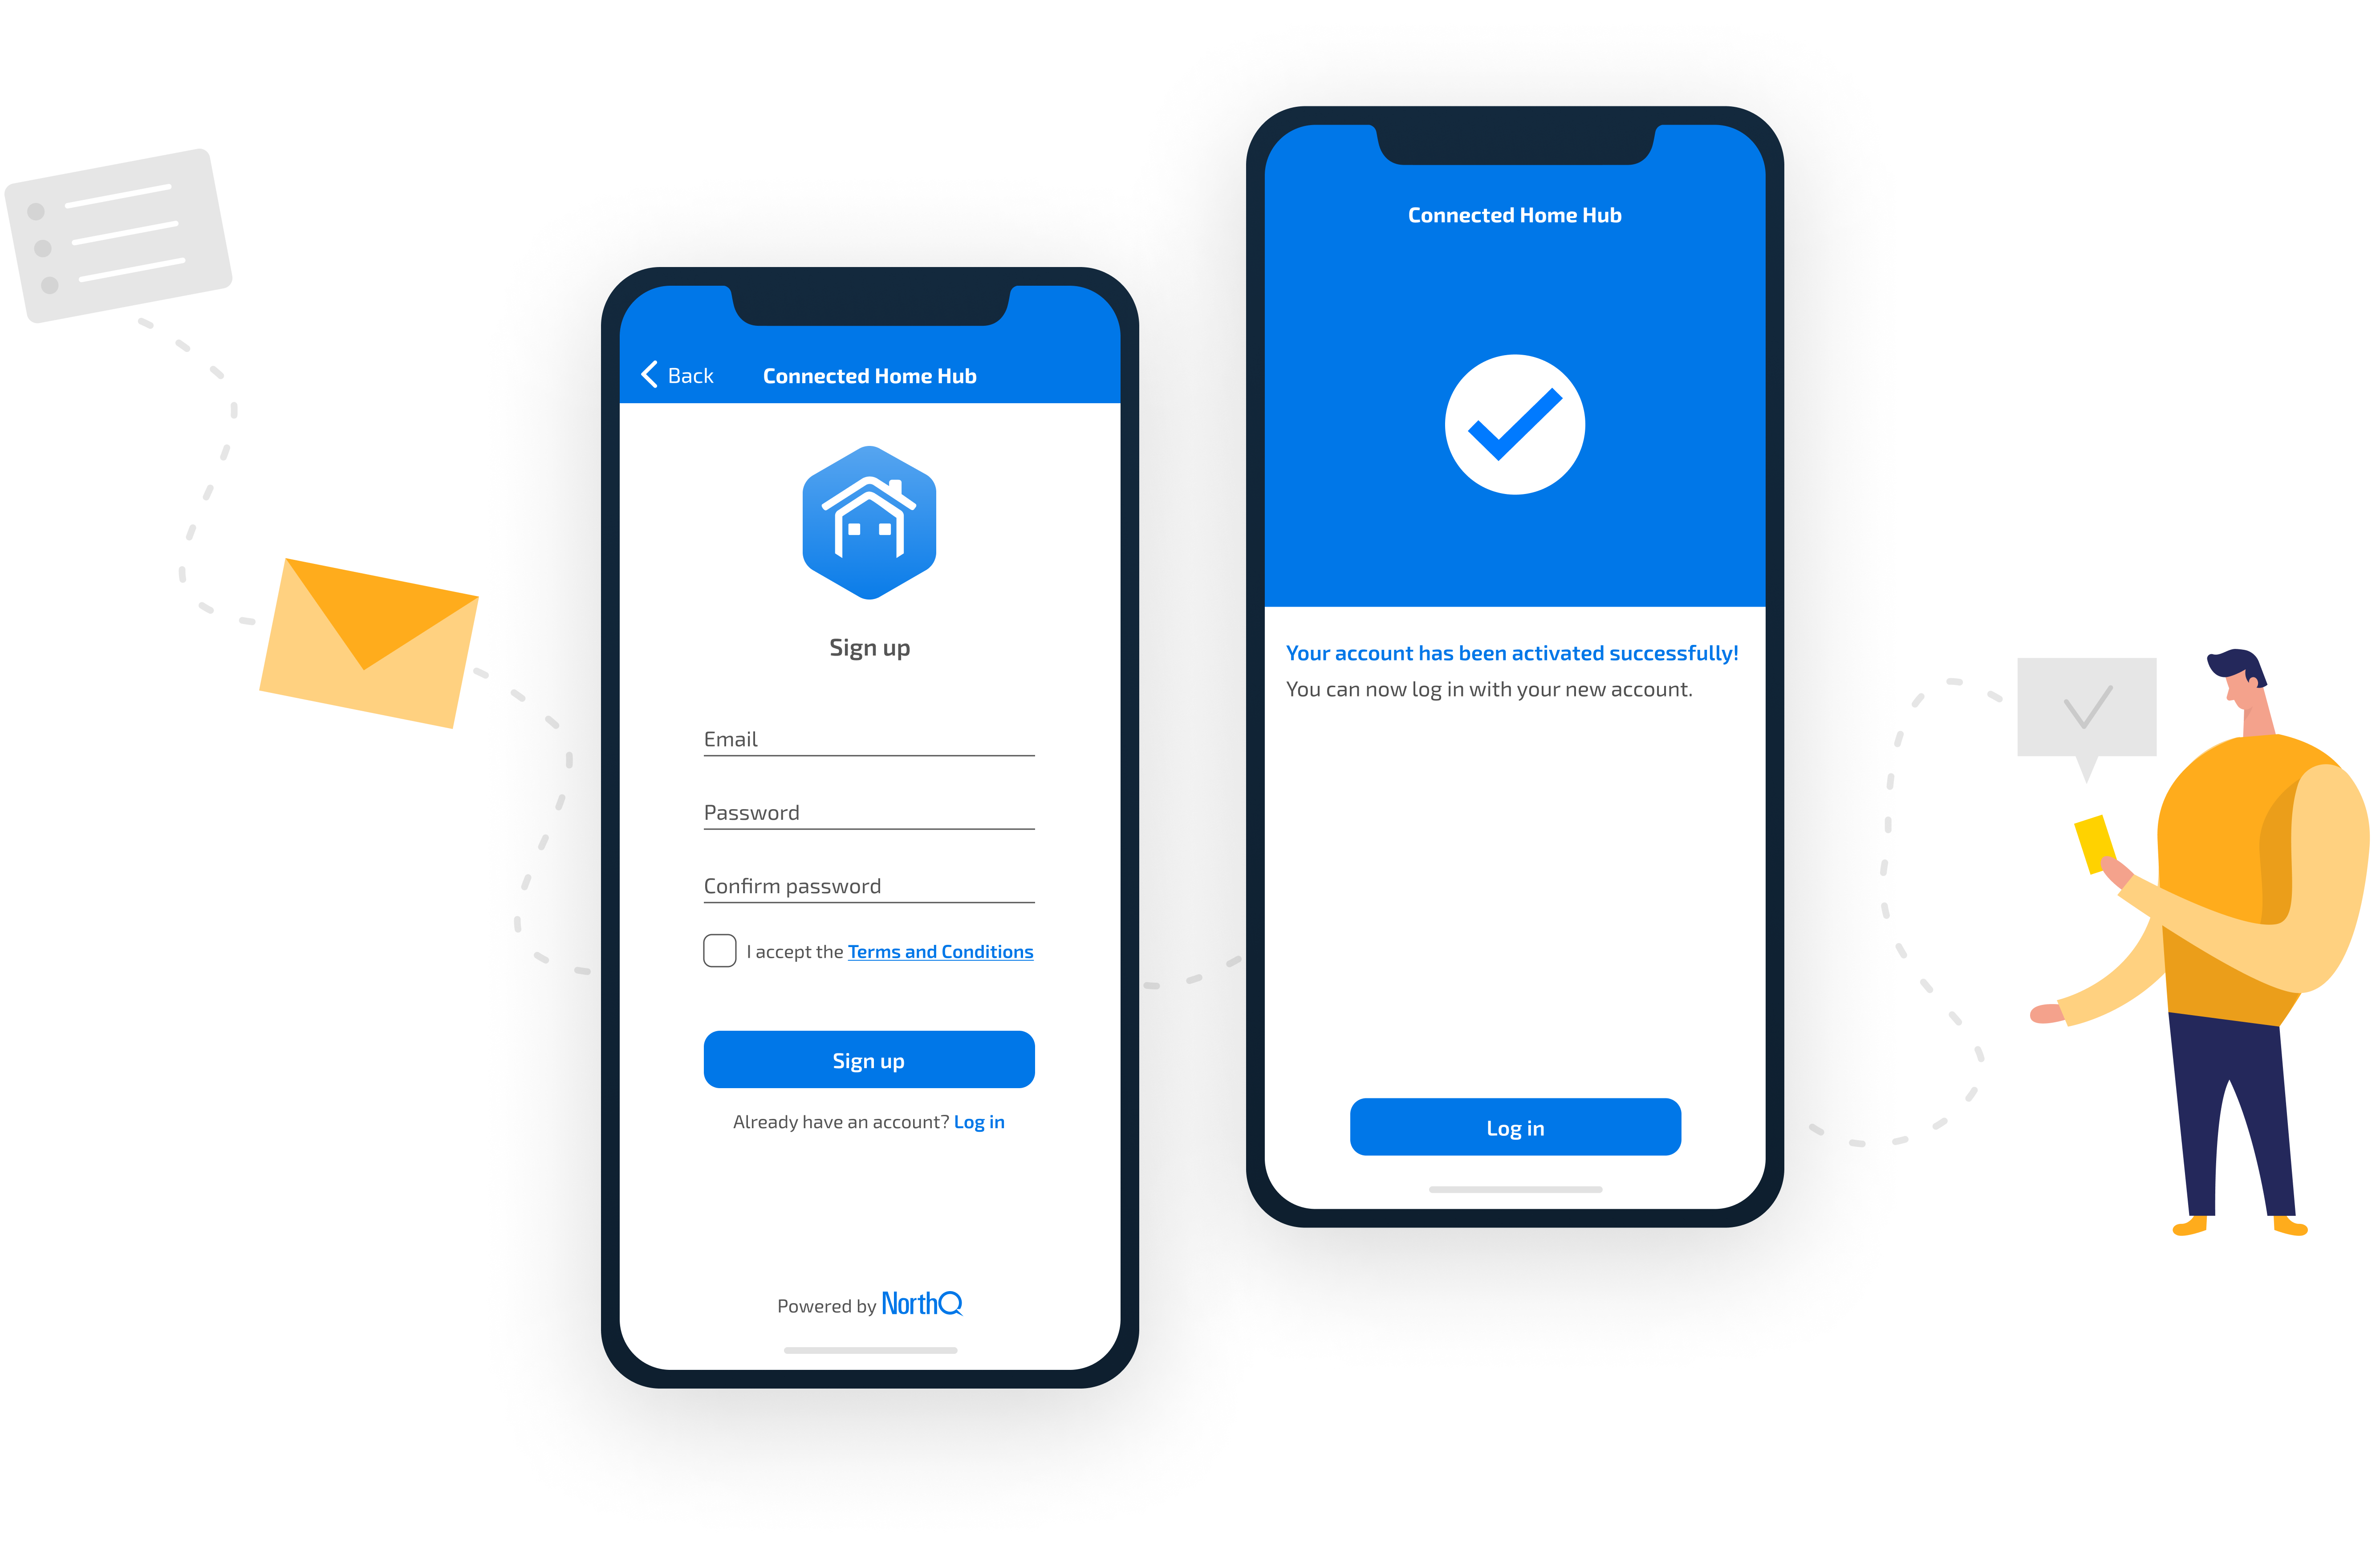 Back
Connected Home Hub
Sign up
Email
Password
Confirm password
I accept the Terms and Conditions
Sign up
Already have an account? Log in
Powered by NorthQ
Connected Home Hub
Your account has been activated successfully!
You can now log in with your new account.
Log in